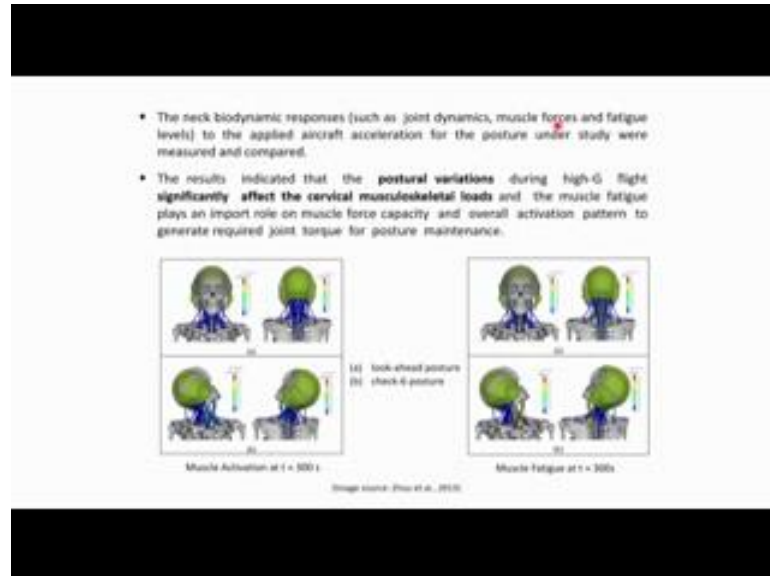 • The neck biodynamic responses (such as joint dynamics, muscle forces and fatigue
levels) to the applied aircraft acceleration for the posture under study were
measured and compared.
• The results indicated that the postural variations during high-G flight
significantly affect the cervical musculoskeletal loads and the muscle fatigue
plays an import role on muscle force capacity and overall activation pattern to
generate required joint torque for posture maintenance.
(a) look-ahead posture
(b) check-6 posture
Muscle Activation at t = 300 s
Muscle Fatigue at t = 300s
(Image source: et al.,